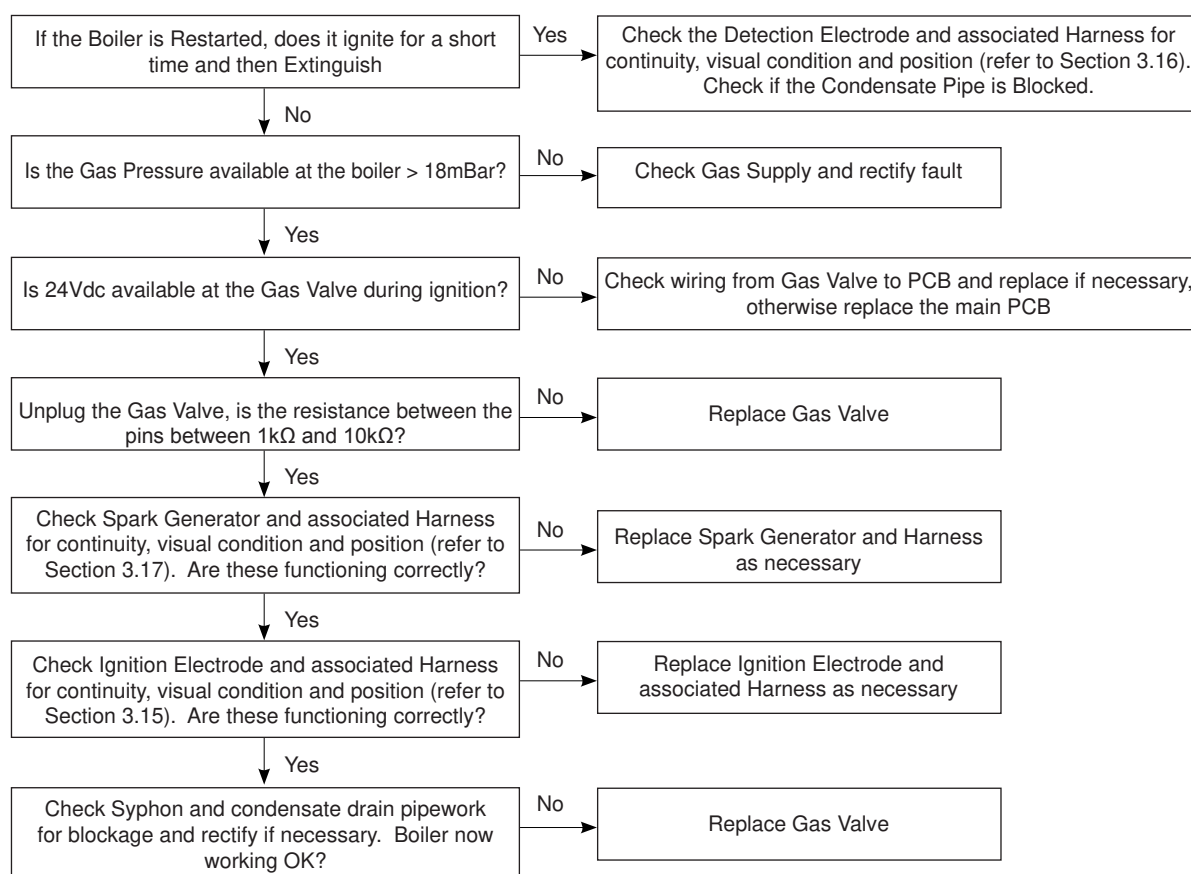 If the Boiler is Restarted, does it ignite for a short
time and then Extinguish
Yes
Check the Detection Electrode and associated Harness for
continuity, visual condition and position (refer to Section 3.16).
Check if the Condensate Pipe is Blocked.
No
Is the Gas Pressure available at the boiler > 18mBar?
No
Check Gas Supply and rectify fault
Yes
Is 24Vdc available at the Gas Valve during ignition?
No
Check wiring from Gas Valve to PCB and replace if necessary,
otherwise replace the main PCB
Yes
Unplug the Gas Valve, is the resistance between the
pins between 1kΩ and 10kΩ?
No
Replace Gas Valve
Yes
Check Spark Generator and associated Harness
for continuity, visual condition and position (refer to
Section 3.17). Are these functioning correctly?
No
Replace Spark Generator and Harness
as necessary
Yes
Check Ignition Electrode and associated Harness
for continuity, visual condition and position (refer to
Section 3.15). Are these functioning correctly?
No
Replace Ignition Electrode and
associated Harness as necessary
Yes
Check Syphon and condensate drain pipework
for blockage and rectify if necessary. Boiler now
working OK?
No
Replace Gas Valve